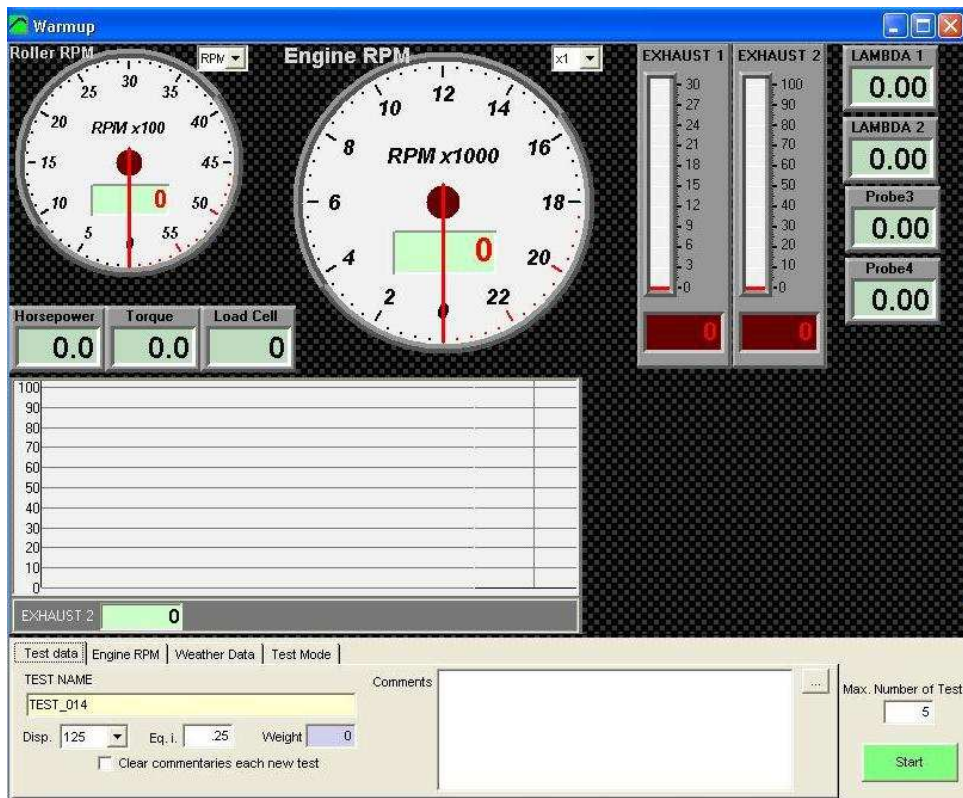 Warmup
Roller RPM
RPM
30
25
35
20
40
RPM x100
15
45
10
50
0
5
55
0
Engine RPM
x1
12
10
14
8
16
RPM x1000
6
18
4
20
0
2
22
0
EXHAUST 1
30
27
24
21
18
15
12
9
6
3
0
0
EXHAUST 2
100
90
80
70
60
50
40
30
20
10
0
0
LAMBDA 1
0.00
LAMBDA 2
0.00
Probe3
0.00
Probe4
0.00
Horsepower
0.0
Torque
0.0
Load Cell
0
100
90
80
70
60
50
40
30
20
10
0
EXHAUST 2 0
Test data Engine RPM Weather Data Test Mode
TEST NAME
TEST_014
Disp. 125 Eq. i. .25 Weight 0
Clear commentaries each new test
Comments
...
Max. Number of Test
5
Start